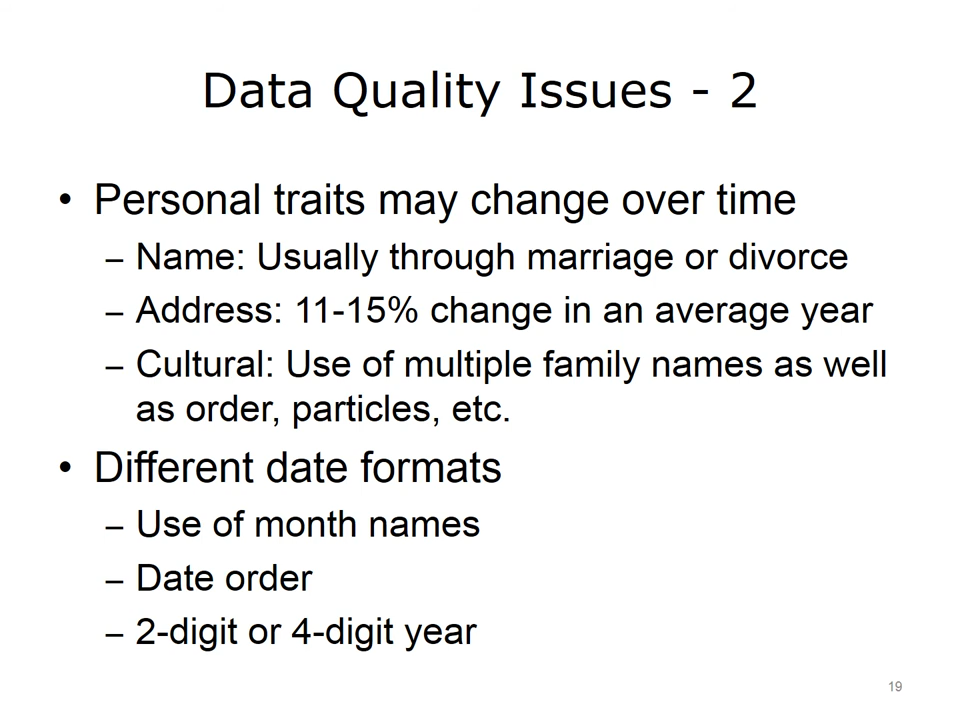 Data Quality Issues - 2
• Personal traits may change over time
– Name: Usually through marriage or divorce
– Address: 11-15% change in an average year
– Cultural: Use of multiple family names as well
as order, particles, etc.
• Different date formats
– Use of month names
– Date order
– 2-digit or 4-digit year
19